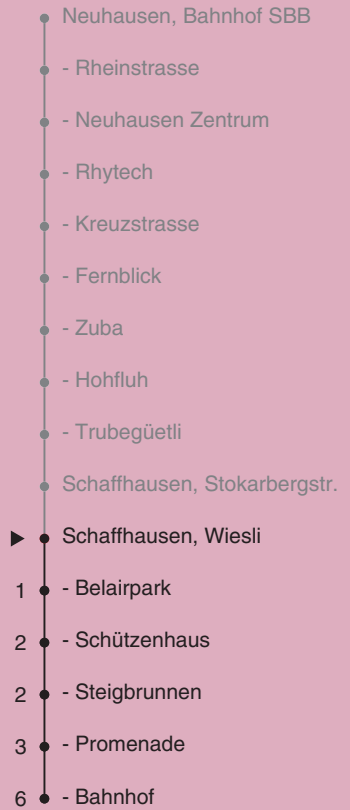 Neuhausen, Bahnhof SBB
- Rheinstrasse
- Neuhausen Zentrum
- Rhytech
- Kreuzstrasse
- Fernblick
- Zuba
- Hohfluh
- Trubegüetli
Schaffhausen, Stokarbergstr.
Schaffhausen, Wiesli
1 - Belairpark
2 - Schützenhaus
2 - Steigbrunnen
3 - Promenade
6 - Bahnhof